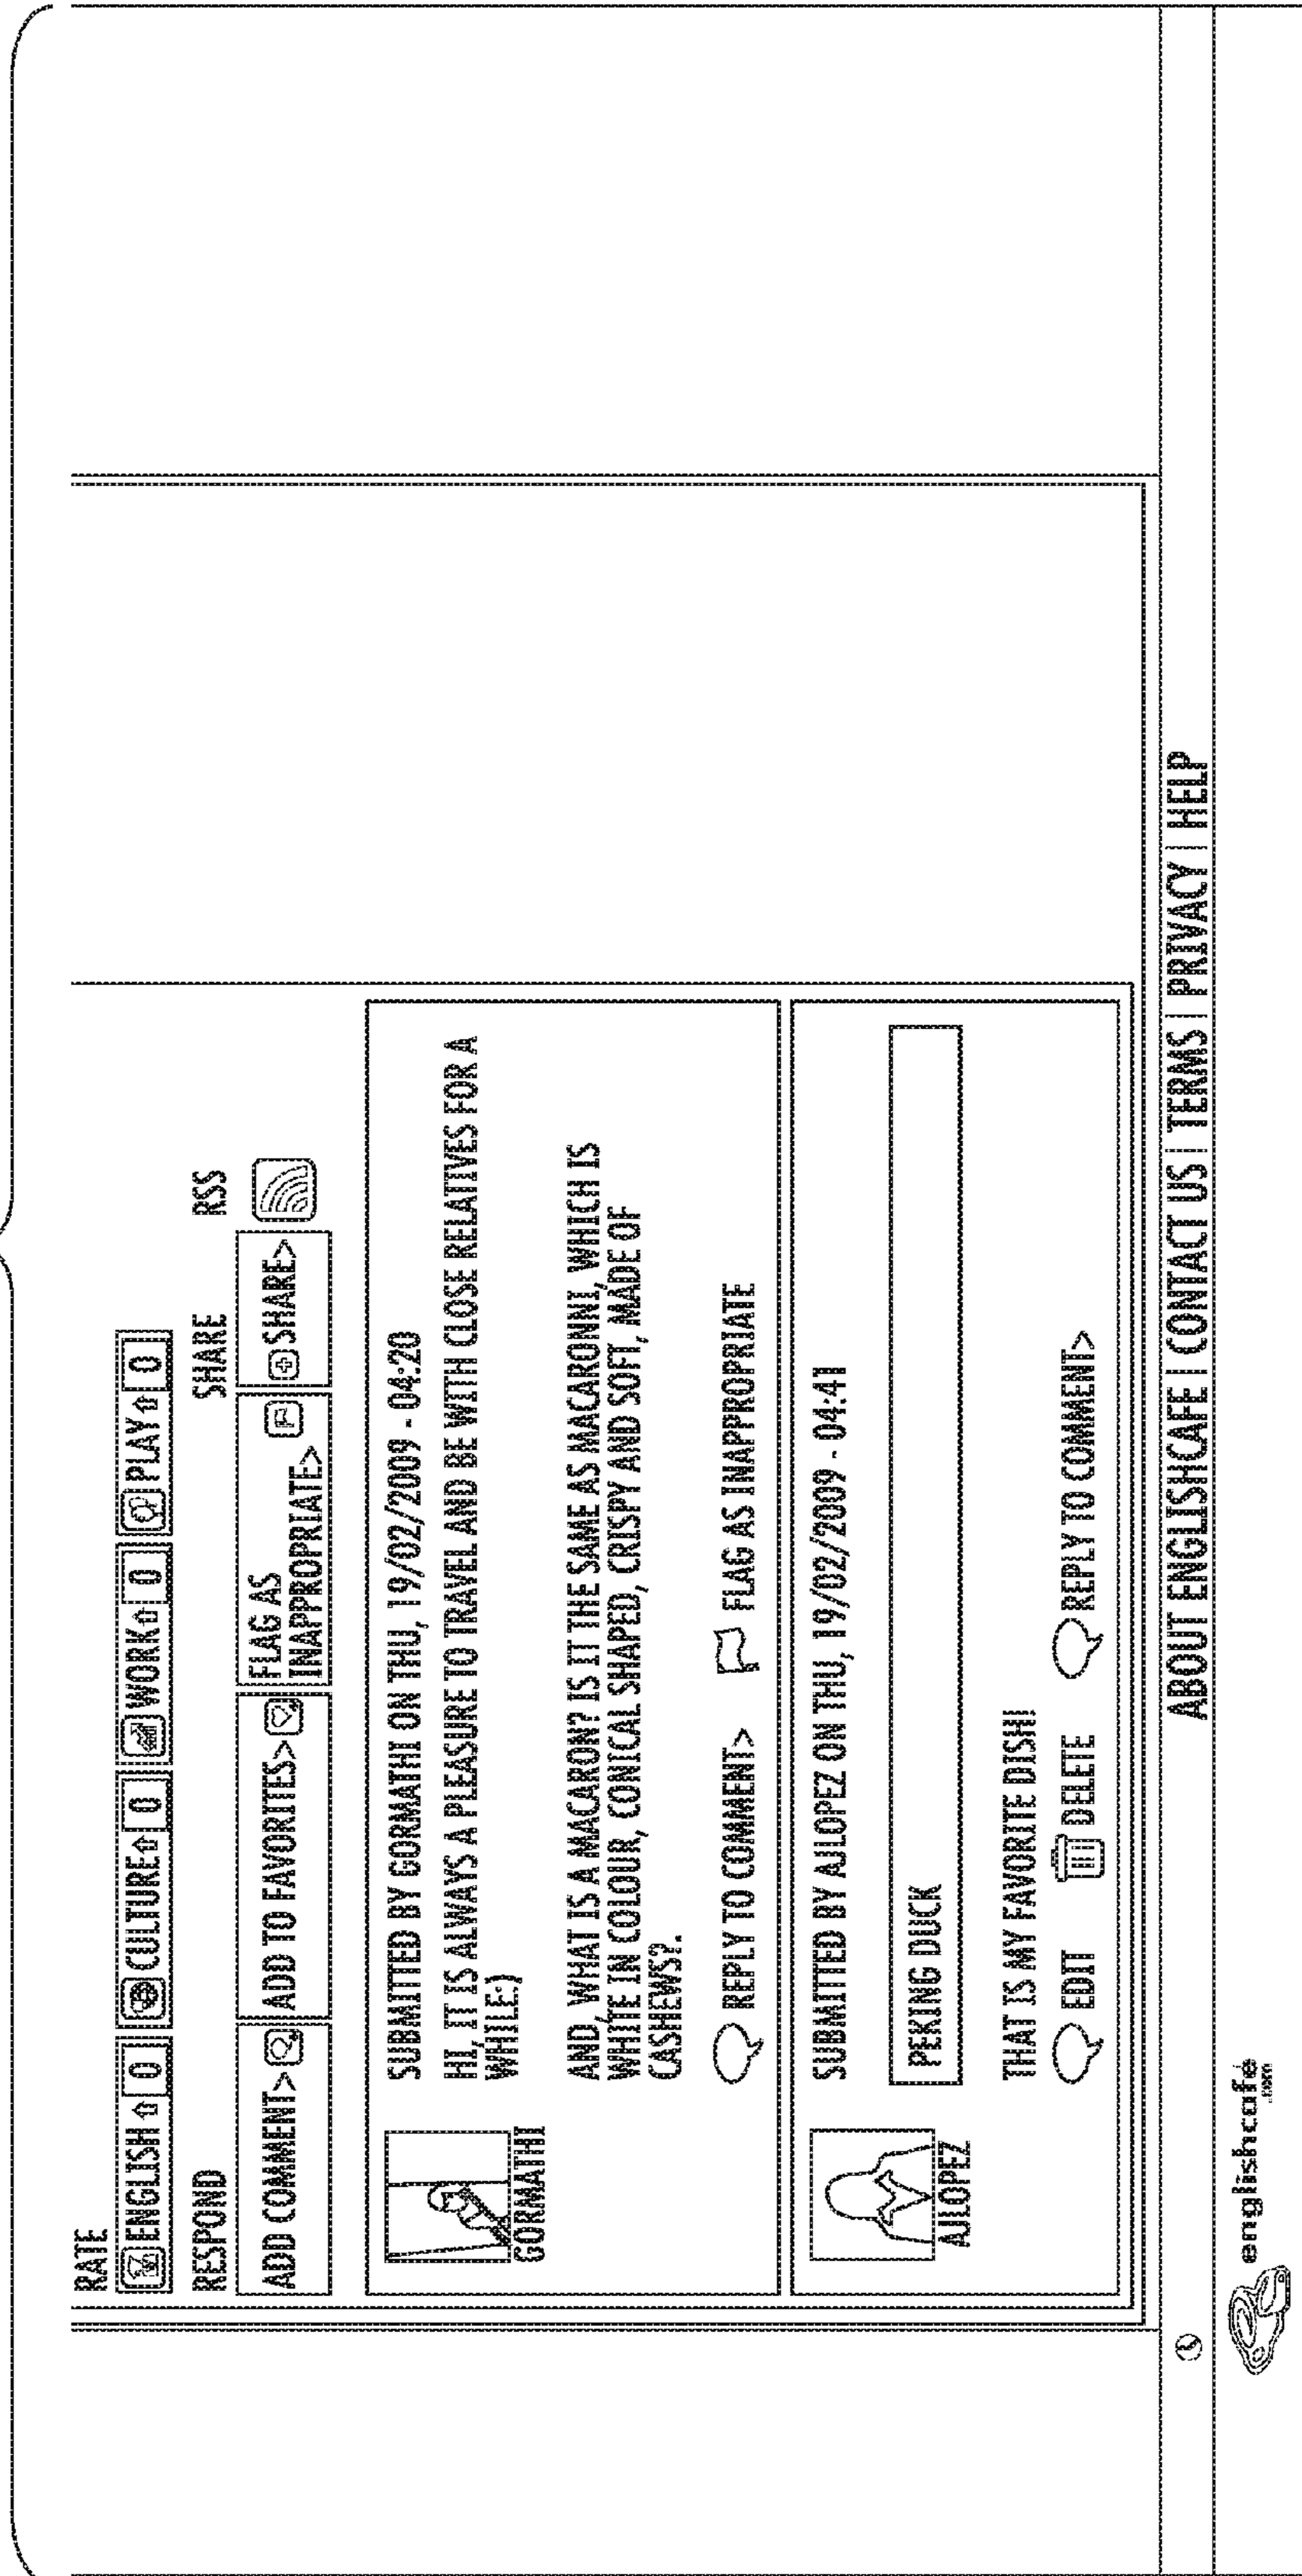 RATE
ENGLISH 0 CULTURE 0 WORK 0 PLAY 0
RESPOND SHARE RSS
ADD COMMENT> ADD TO FAVORITES> FLAG AS
INAPPROPRIATE> SHARE>
SUBMITTED BY GORMATHI ON THU, 19/02/2009 - 04:20
HI, IT IS ALWAYS A PLEASURE TO TRAVEL AND BE WITH CLOSE RELATIVES FOR A
WHILE:)
GORMATHI
AND, WHAT IS A MACARON? IS IT THE SAME AS MACARONNI, WHICH IS
WHITE IN COLOUR, CONICAL SHAPED, CRISPY AND SOFT, MADE OF
CASHEWS?.
REPLY TO COMMENT> FLAG AS INAPPROPRIATE
SUBMITTED BY AJLOPEZ ON THU, 19/02/2009 - 04:41
PEKING DUCK
AJLOPEZ
THAT IS MY FAVORITE DISH!
EDIT DELETE REPLY TO COMMENT>
ABOUT ENGLISHCAFE | CONTACT US | TERMS | PRIVACY | HELP
englishcafe
.com